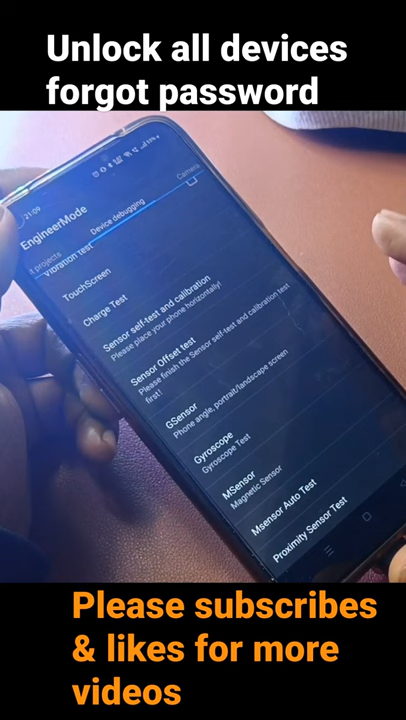 Unlock all devices
forgot password
21:09
EngineerMode
it projects
Device debugging
Camera
Vibration Test
TouchScreen
Charge Test
Sensor self-test and calibration
Please place your phone horizontally!
Sensor Offset test
Please finish the Sensor self-test and calibration test
first!
GSensor
Phone angle, portrait/landscape screen
Gyroscope
Gyroscope Test
MSensor
Magnetic Sensor
Msensor Auto Test
Proximity Sensor Test
Please subscribes
& likes for more
videos